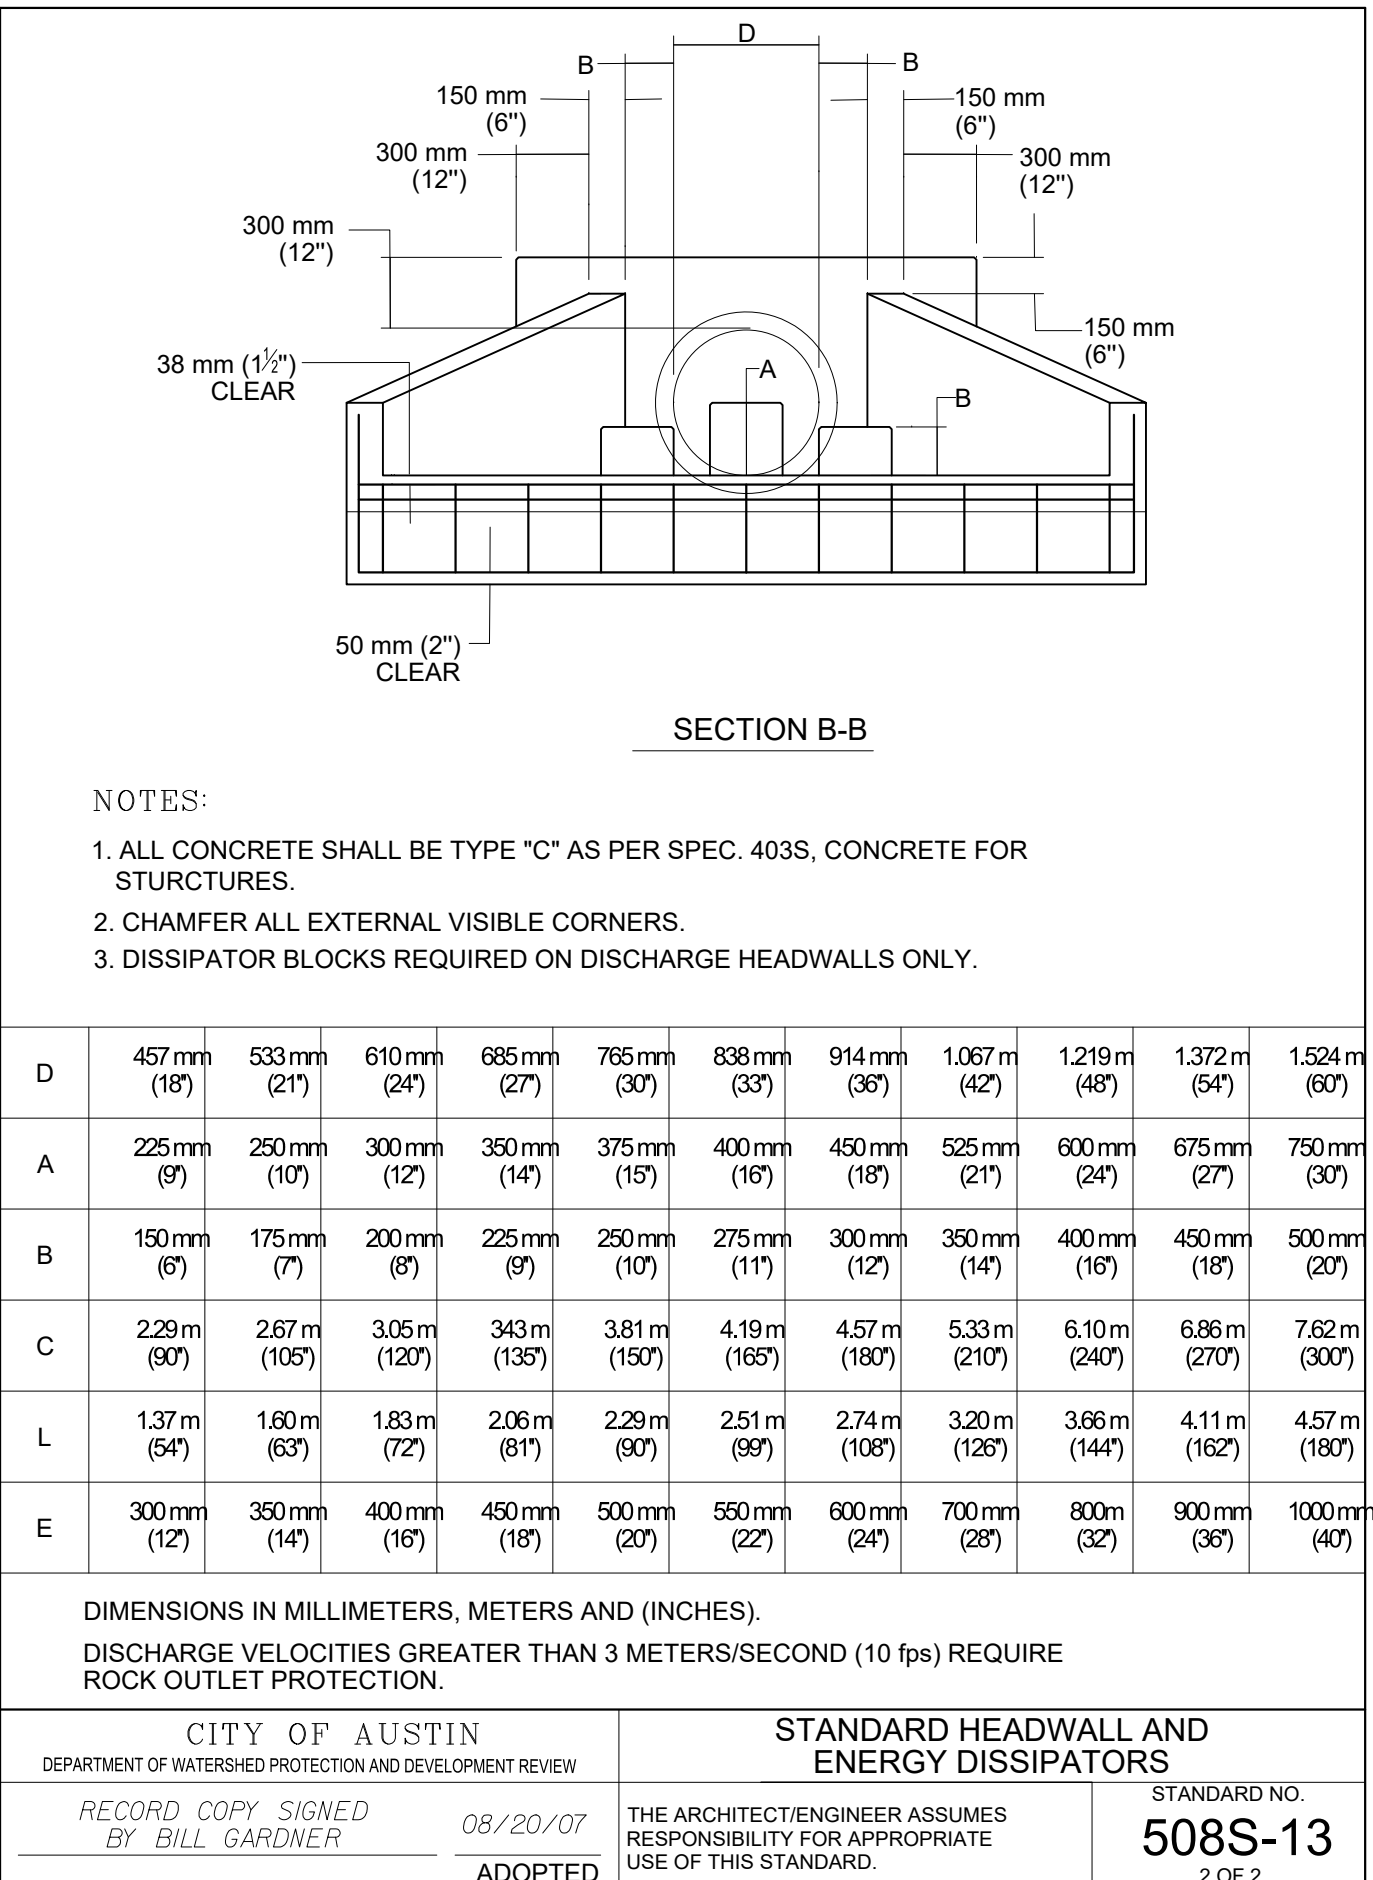 D
B
B
150 mm
(6")
150 mm
(6")
300 mm
(12")
300 mm
(12")
300 mm
(12")
150 mm
(6")
38 mm (1½")
CLEAR
A
B
50 mm (2")
CLEAR
SECTION B-B
NOTES:
1. ALL CONCRETE SHALL BE TYPE "C" AS PER SPEC. 403S, CONCRETE FOR
STURCTURES.
2. CHAMFER ALL EXTERNAL VISIBLE CORNERS.
3. DISSIPATOR BLOCKS REQUIRED ON DISCHARGE HEADWALLS ONLY.
D 457 mm 533 mm 610 mm 685 mm 765 mm 838 mm 914 mm 1.067 m 1.219 m 1.372 m 1.524 m
(18") (21") (24") (27") (30") (33") (36") (42") (48") (54") (60")
A 225 mm 250 mm 300 mm 350 mm 375 mm 400 mm 450 mm 525 mm 600 mm 675 mm 750 mm
(9") (10") (12") (14") (15") (16") (18") (21") (24") (27") (30")
B 150 mm 175 mm 200 mm 225 mm 250 mm 275 mm 300 mm 350 mm 400 mm 450 mm 500 mm
(6") (7") (8") (9") (10") (11") (12") (14") (16") (18") (20")
C 2.29 m 2.67 m 3.05 m 343 m 3.81 m 4.19 m 4.57 m 5.33 m 6.10 m 6.86 m 7.62 m
(90") (105") (120") (135") (150") (165") (180") (210") (240") (270") (300")
L 1.37 m 1.60 m 1.83 m 2.06 m 2.29 m 2.51 m 2.74 m 3.20 m 3.66 m 4.11 m 4.57 m
(54") (63") (72") (81") (90") (99") (108") (126") (144") (162") (180")
E 300 mm 350 mm 400 mm 450 mm 500 mm 550 mm 600 mm 700 mm 800m 900 mm 1000 mm
(12") (14") (16") (18") (20") (22") (24") (28") (32") (36") (40")
DIMENSIONS IN MILLIMETERS, METERS AND (INCHES).
DISCHARGE VELOCITIES GREATER THAN 3 METERS/SECOND (10 fps) REQUIRE
ROCK OUTLET PROTECTION.
CITY OF AUSTIN
DEPARTMENT OF WATERSHED PROTECTION AND DEVELOPMENT REVIEW
STANDARD HEADWALL AND
ENERGY DISSIPATORS
RECORD COPY SIGNED
BY BILL GARDNER
08/20/07
ADOPTED
THE ARCHITECT/ENGINEER ASSUMES
RESPONSIBILITY FOR APPROPRIATE
USE OF THIS STANDARD.
STANDARD NO.
508S-13
2 OF 2